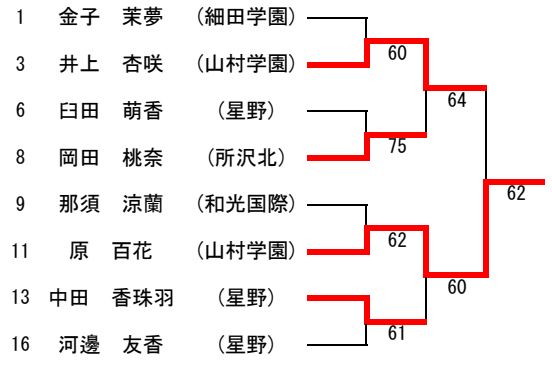 1 金子 茉夢 (細田学園)
3 井上 杏咲 (山村学園)
60
64
6 臼田 萌香 (星野)
75
8 岡田 桃奈 (所沢北)
62
9 那須 涼蘭 (和光国際)
62
11 原 百花 (山村学園)
60
13 中田 香珠羽 (星野)
61
16 河邊 友香 (星野)